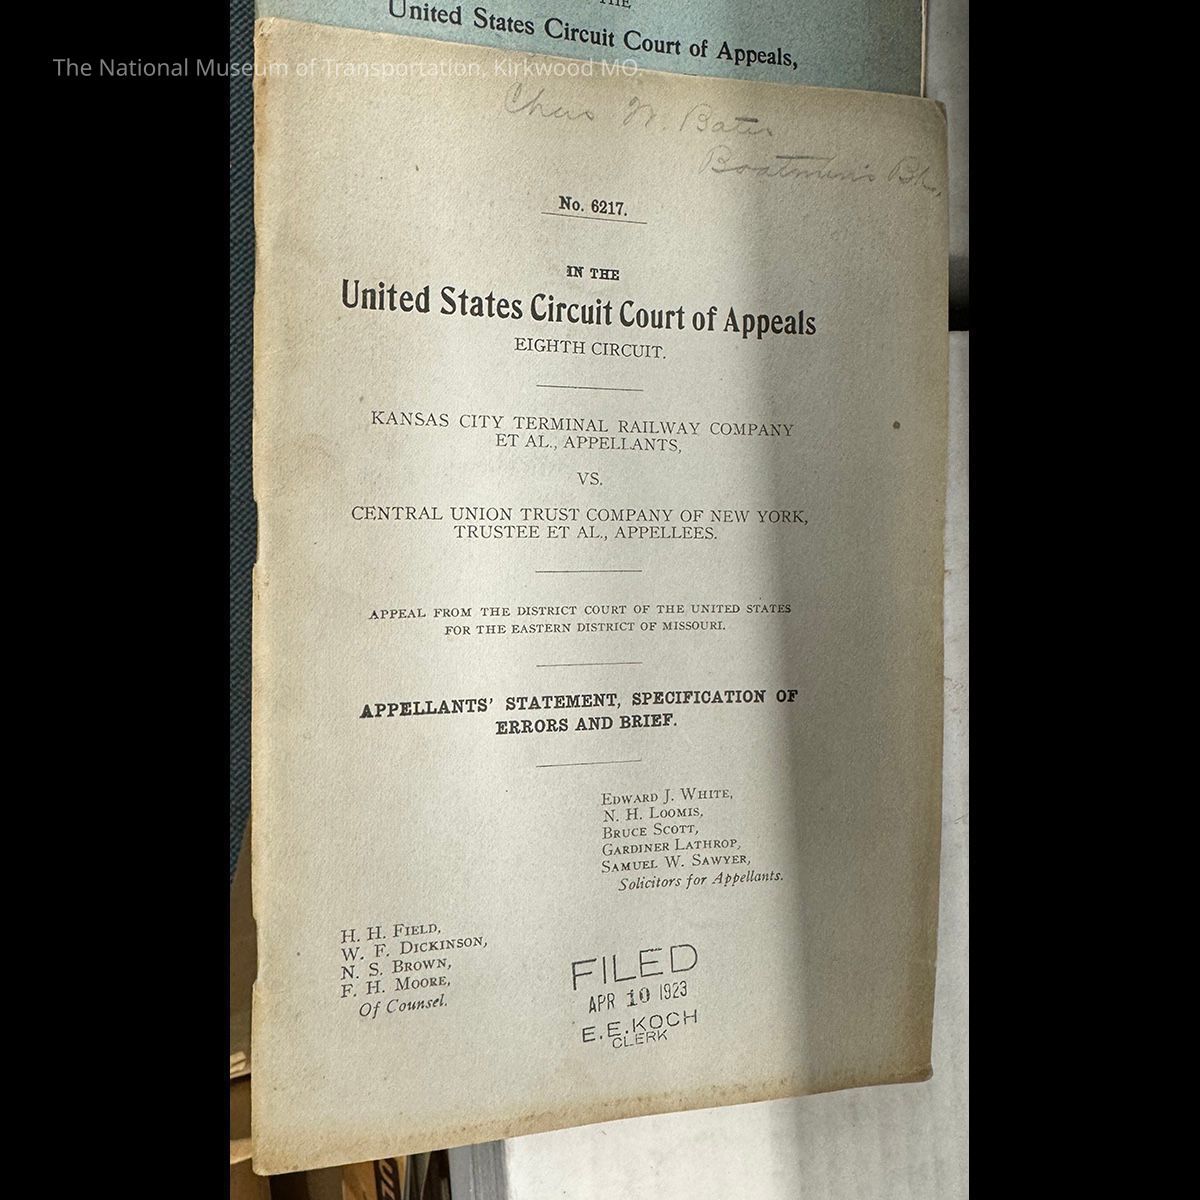 THE
United States Circuit Court of Appeals,
The National Museum of Transportation, Kirkwood MO.
Chas W. Bates
Boatmen's Bk.,
No. 6217.
IN THE
United States Circuit Court of Appeals
EIGHTH CIRCUIT.
KANSAS CITY TERMINAL RAILWAY COMPANY
ET AL., APPELLANTS,
VS.
CENTRAL UNION TRUST COMPANY OF NEW YORK,
TRUSTEE ET AL., APPELLEES.
APPEAL FROM THE DISTRICT COURT OF THE UNITED STATES
FOR THE EASTERN DISTRICT OF MISSOURI.
APPELLANTS' STATEMENT, SPECIFICATION OF
ERRORS AND BRIEF.
EDWARD J. WHITE,
N. H. LOOMIS,
BRUCE SCOTT,
GARDINER LATHROP,
SAMUEL W. SAWYER,
Solicitors for Appellants.
H. H. FIELD,
W. F. DICKINSON,
N. S. BROWN,
F. H. MOORE,
Of Counsel.
FILED
APR 10 1923
E. E. KOCH
CLERK